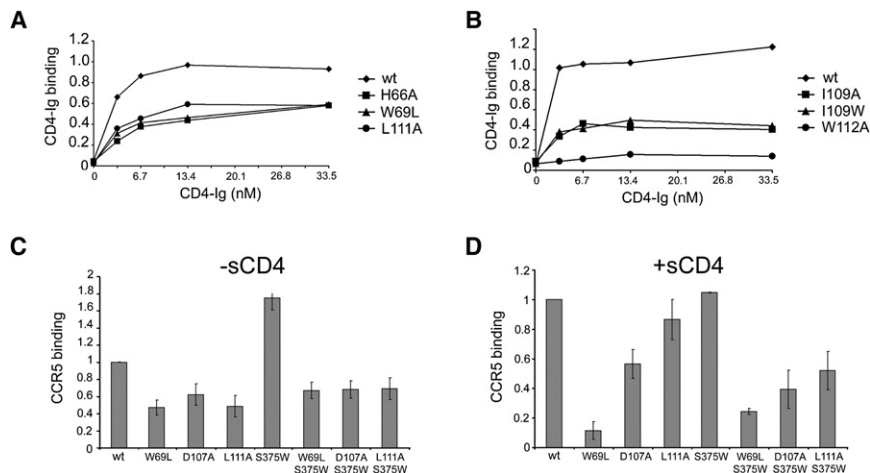 A
CD4-Ig binding
1.2
1.0
0.8
0.6
0.4
0.2
0
0 6.7 13.4 20.1 26.8 33.5
CD4-Ig (nM)
wt
H66A
W69L
L111A
B
CD4-Ig binding
1.2
1.0
0.8
0.6
0.4
0.2
0
0 6.7 13.4 20.1 26.8 33.5
CD4-Ig (nM)
wt
I109A
I109W
W112A
C
-sCD4
CCR5 binding
2
1.8
1.6
1.4
1.2
1
0.8
0.6
0.4
0.2
0
wt W69L D107A L111A S375W W69L D107A L111A
S375W S375W S375W
D
+sCD4
CCR5 binding
1.2
1
0.8
0.6
0.4
0.2
0
wt W69L D107A L111A S375W W69L D107A L111A
S375W S375W S375W